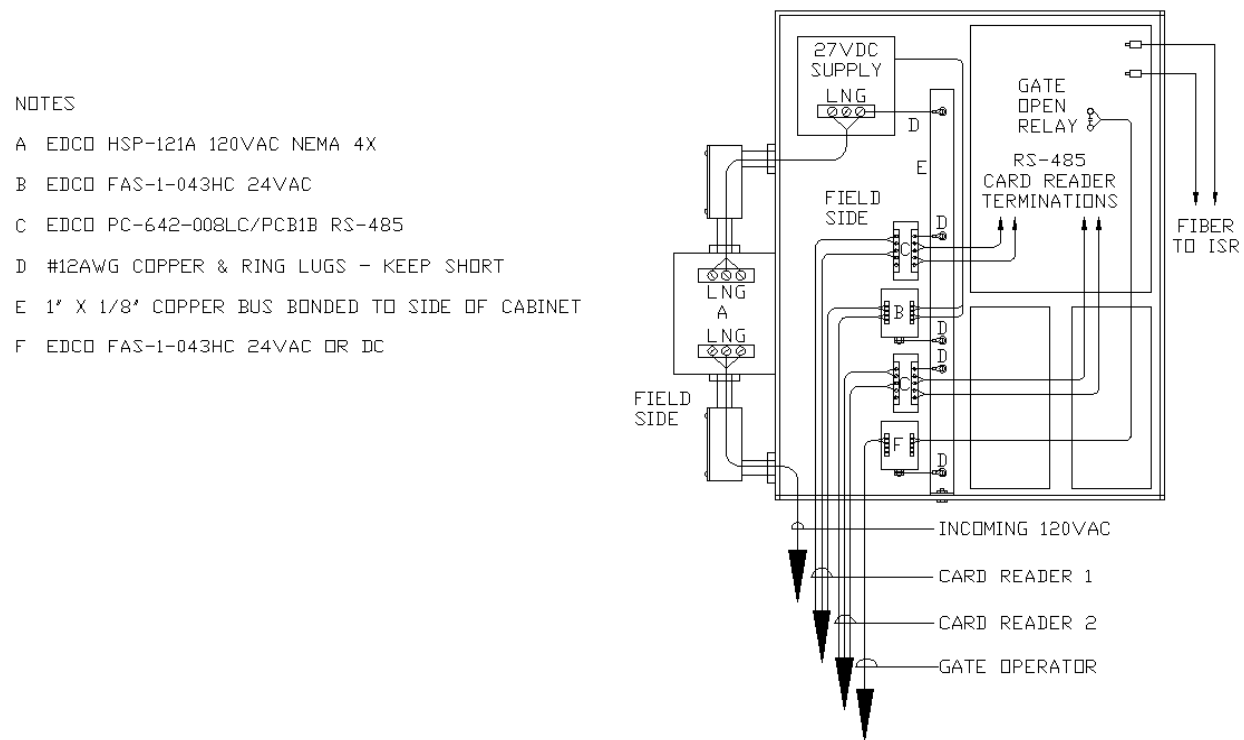 NOTES
A EDCO HSP-121A 120VAC NEMA 4X
B EDCO FAS-1-043HC 24VAC
C EDCO PC-642-008LC/PCB1B RS-485
D #12AWG COPPER & RING LUGS - KEEP SHORT
E 1" X 1/8" COPPER BUS BONDED TO SIDE OF CABINET
F EDCO FAS-1-043HC 24VAC OR DC
27VDC
SUPPLY
LNG
D
E
GATE
OPEN
RELAY
RS-485
CARD READER
TERMINATIONS
FIBER
TO ISR
FIELD
SIDE
D
C
LNG
A
LNG
B
D
D
C
FIELD
SIDE
F
D
INCOMING 120VAC
CARD READER 1
CARD READER 2
GATE OPERATOR